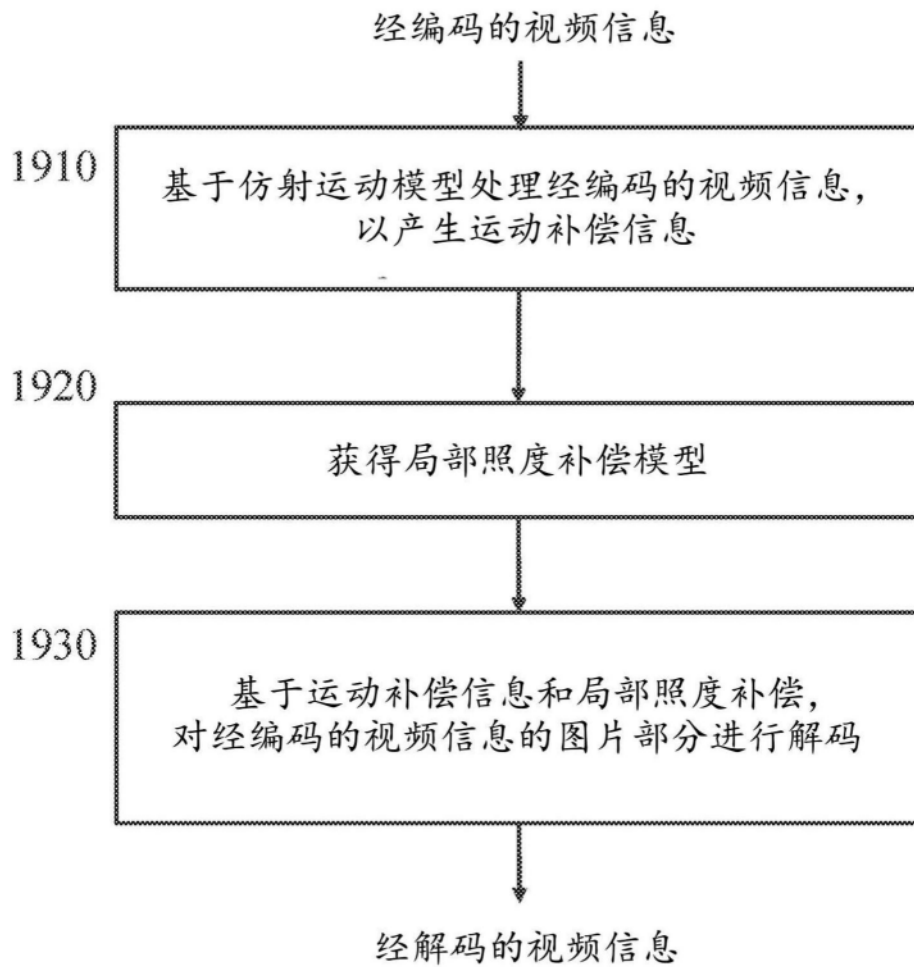 经编码的视频信息
1910
基于仿射运动模型处理经编码的视频信息，
以产生运动补偿信息
1920
获得局部照度补偿模型
1930
基于运动补偿信息和局部照度补偿，
对经编码的视频信息的图片部分进行解码
经解码的视频信息